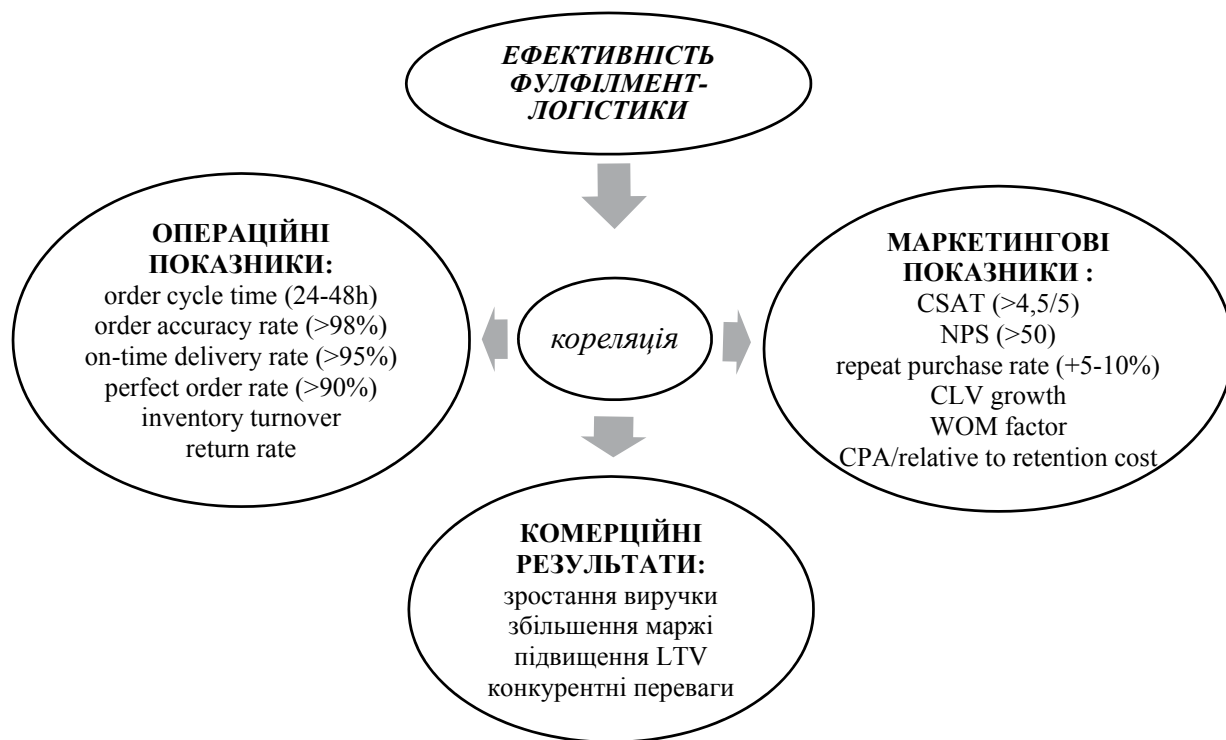 ЕФЕКТИВНІСТЬ
ФУЛФІЛМЕНТ-
ЛОГІСТИКИ
ОПЕРАЦІЙНІ
ПОКАЗНИКИ:
order cycle time (24-48h)
order accuracy rate (>98%)
on-time delivery rate (>95%)
perfect order rate (>90%)
inventory turnover
return rate
кореляція
МАРКЕТИНГОВІ
ПОКАЗНИКИ :
CSAT (>4,5/5)
NPS (>50)
repeat purchase rate (+5-10%)
CLV growth
WOM factor
CPA/relative to retention cost
КОМЕРЦІЙНІ
РЕЗУЛЬТАТИ:
зростання виручки
збільшення маржі
підвищення LTV
конкурентні переваги